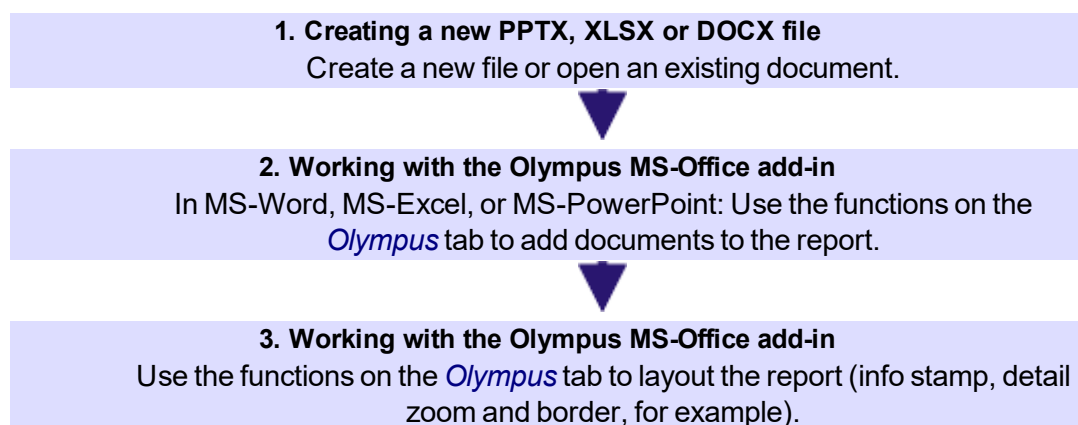 1. Creating a new PPTX, XLSX or DOCX file
Create a new file or open an existing document.
2. Working with the Olympus MS-Office add-in
In MS-Word, MS-Excel, or MS-PowerPoint: Use the functions on the
Olympus tab to add documents to the report.
3. Working with the Olympus MS-Office add-in
Use the functions on the Olympus tab to layout the report (info stamp, detail
zoom and border, for example).